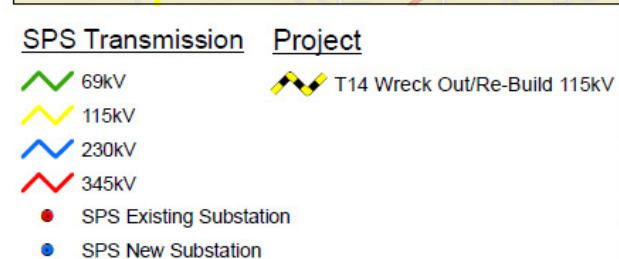 SPS Transmission
69kV
115kV
230kV
345kV
SPS Existing Substation
SPS New Substation
Project
T14 Wreck Out/Re-Build 115kV